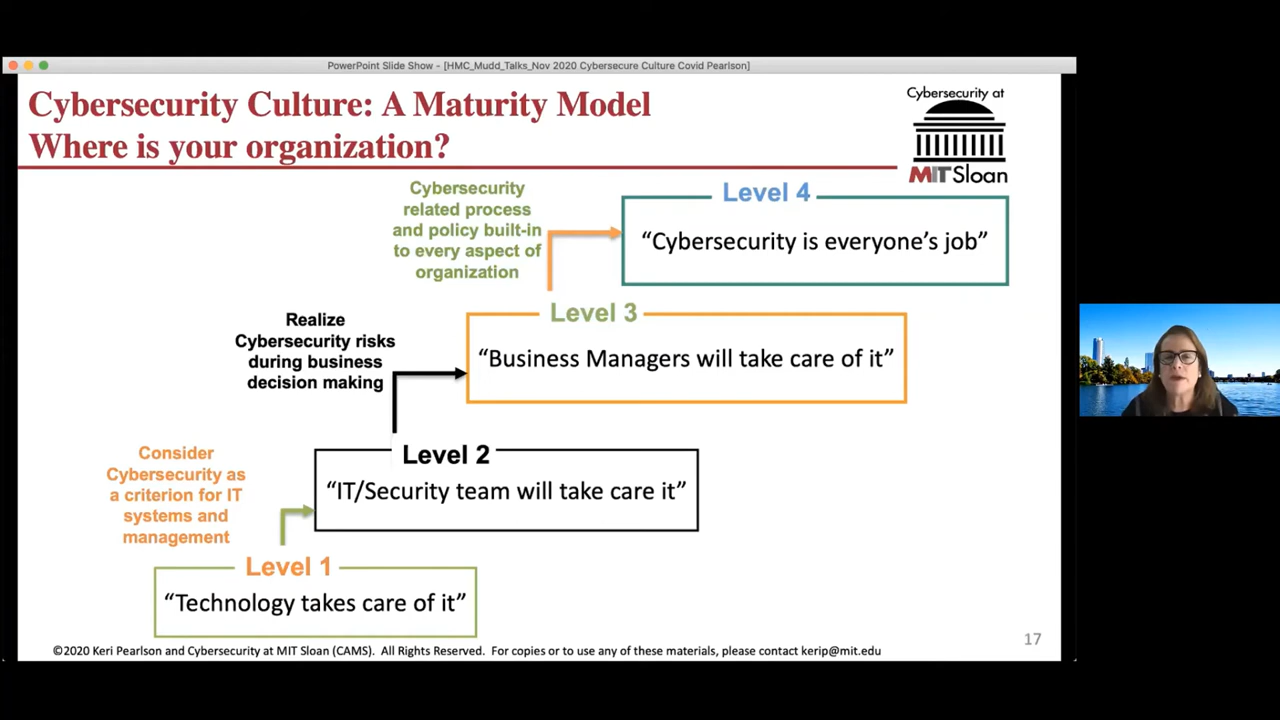 PowerPoint Slide Show - [HMC_Mudd_Talks_Nov 2020 Cybersecure Culture Covid Pearlson]
Cybersecurity Culture: A Maturity Model
Where is your organization?
Cybersecurity at
MIT Sloan
Cybersecurity
related process
and policy built-in
to every aspect of
organization
Level 4
“Cybersecurity is everyone’s job”
Realize
Cybersecurity risks
during business
decision making
Level 3
“Business Managers will take care of it”
Consider
Cybersecurity as
a criterion for IT
systems and
management
Level 2
“IT/Security team will take care it”
Level 1
“Technology takes care of it”
17
©2020 Keri Pearlson and Cybersecurity at MIT Sloan (CAMS). All Rights Reserved. For copies or to use any of these materials, please contact kerip@mit.edu